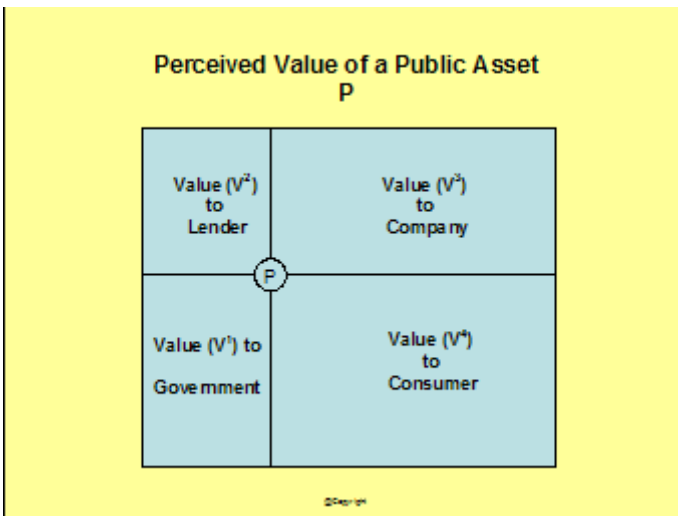 Perceived Value of a Public Asset
P
Value (V²)
to
Lender
Value (V³)
to
Company
P
Value (V¹) to
Government
Value (V⁴)
to
Consumer
@Copyright